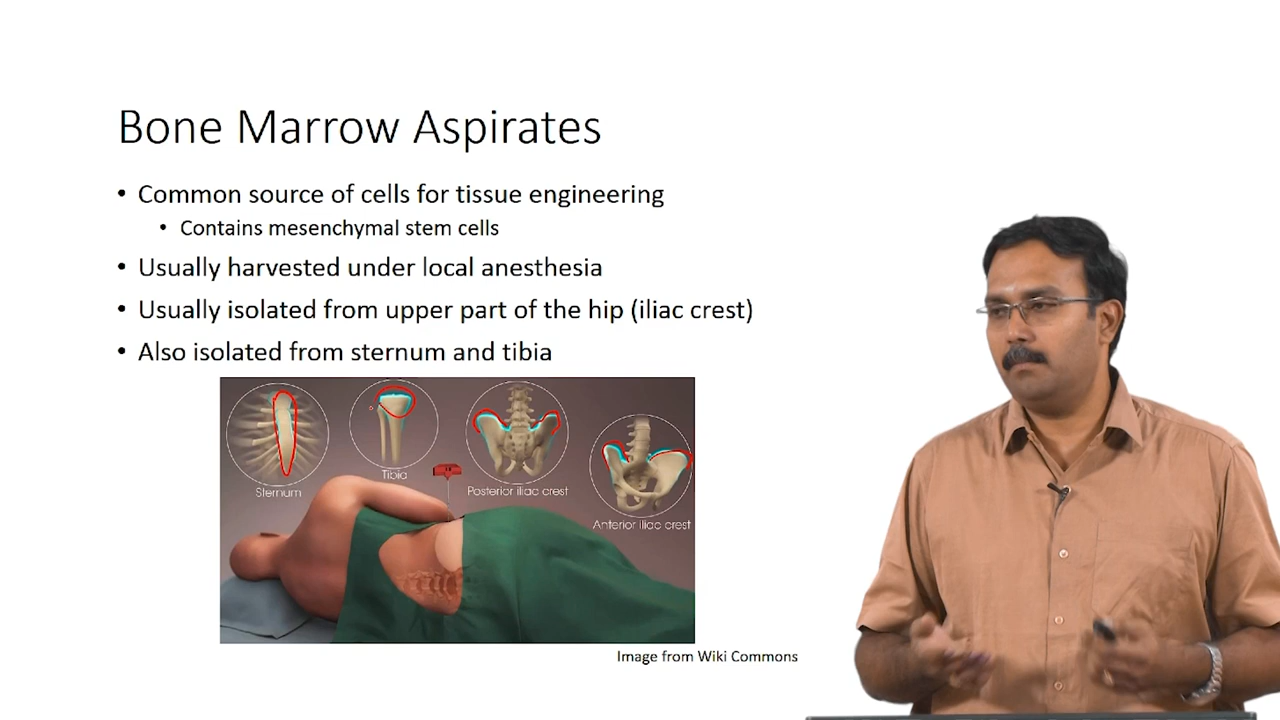 Bone Marrow Aspirates
• Common source of cells for tissue engineering
• Contains mesenchymal stem cells
• Usually harvested under local anesthesia
• Usually isolated from upper part of the hip (iliac crest)
• Also isolated from sternum and tibia
Sternum
Tibia
Posterior iliac crest
Anterior iliac crest
Image from Wiki Commons